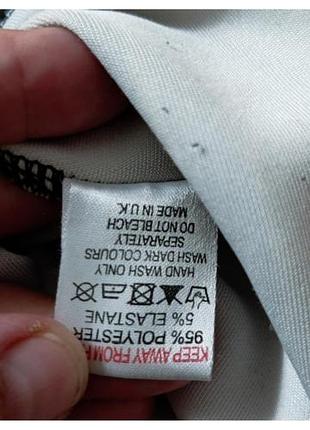 KEEP AWAY FROM
95% POLYESTER
5% ELASTANE
HAND WASH ONLY
WASH DARK COLOURS
SEPARATELY
DO NOT BLEACH
MADE IN U.K.